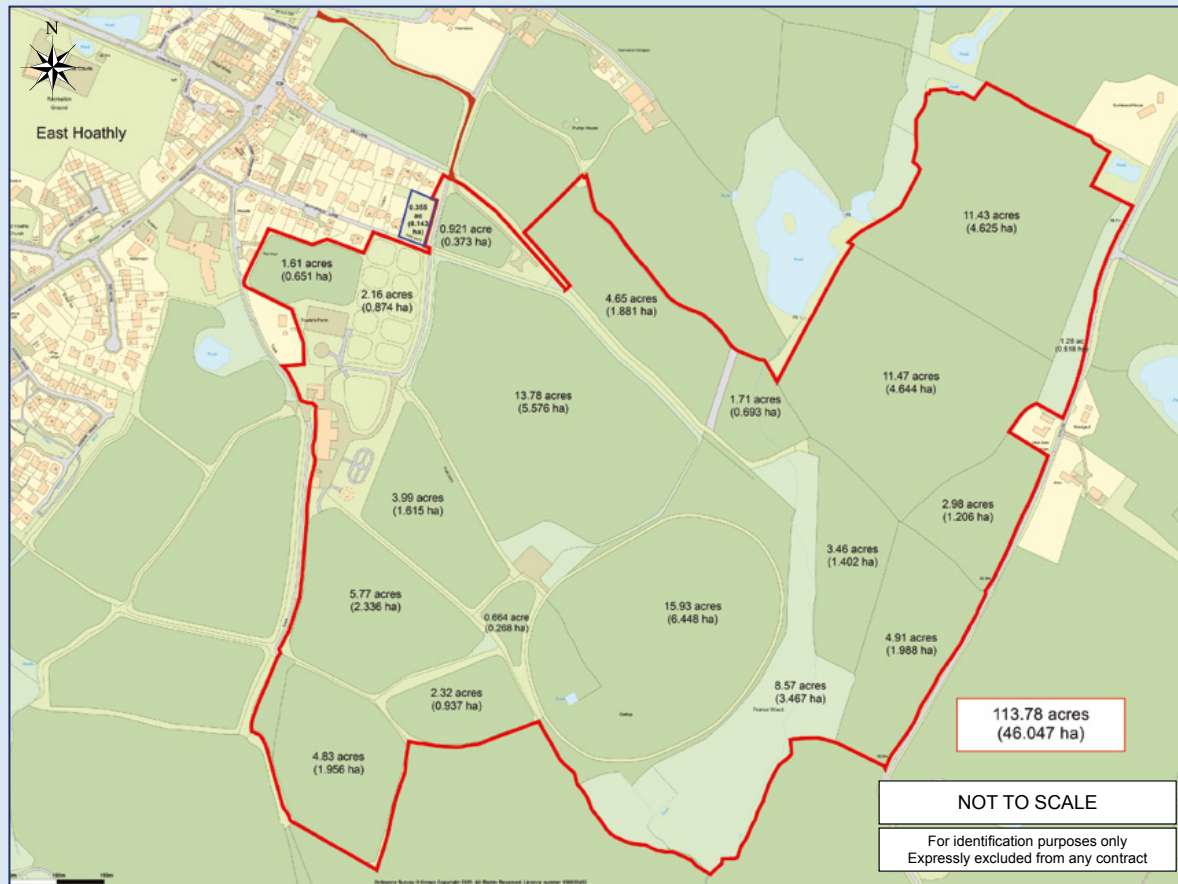 N
East Hoathly
Recreation
Ground
Pump House
0.355
ac
(0.143
ha)
0.921 acre
(0.373 ha)
11.43 acres
(4.625 ha)
1.61 acres
(0.651 ha)
2.16 acres
(0.874 ha)
4.65 acres
(1.881 ha)
1.28 ac
(0.518 ha)
13.78 acres
(5.576 ha)
1.71 acres
(0.693 ha)
11.47 acres
(4.644 ha)
3.99 acres
(1.615 ha)
2.98 acres
(1.206 ha)
3.46 acres
(1.402 ha)
5.77 acres
(2.336 ha)
0.664 acre
(0.268 ha)
15.93 acres
(6.448 ha)
4.91 acres
(1.988 ha)
2.32 acres
(0.937 ha)
8.57 acres
(3.467 ha)
Gallop
4.83 acres
(1.956 ha)
113.78 acres
(46.047 ha)
NOT TO SCALE
For identification purposes only
Expressly excluded from any contract